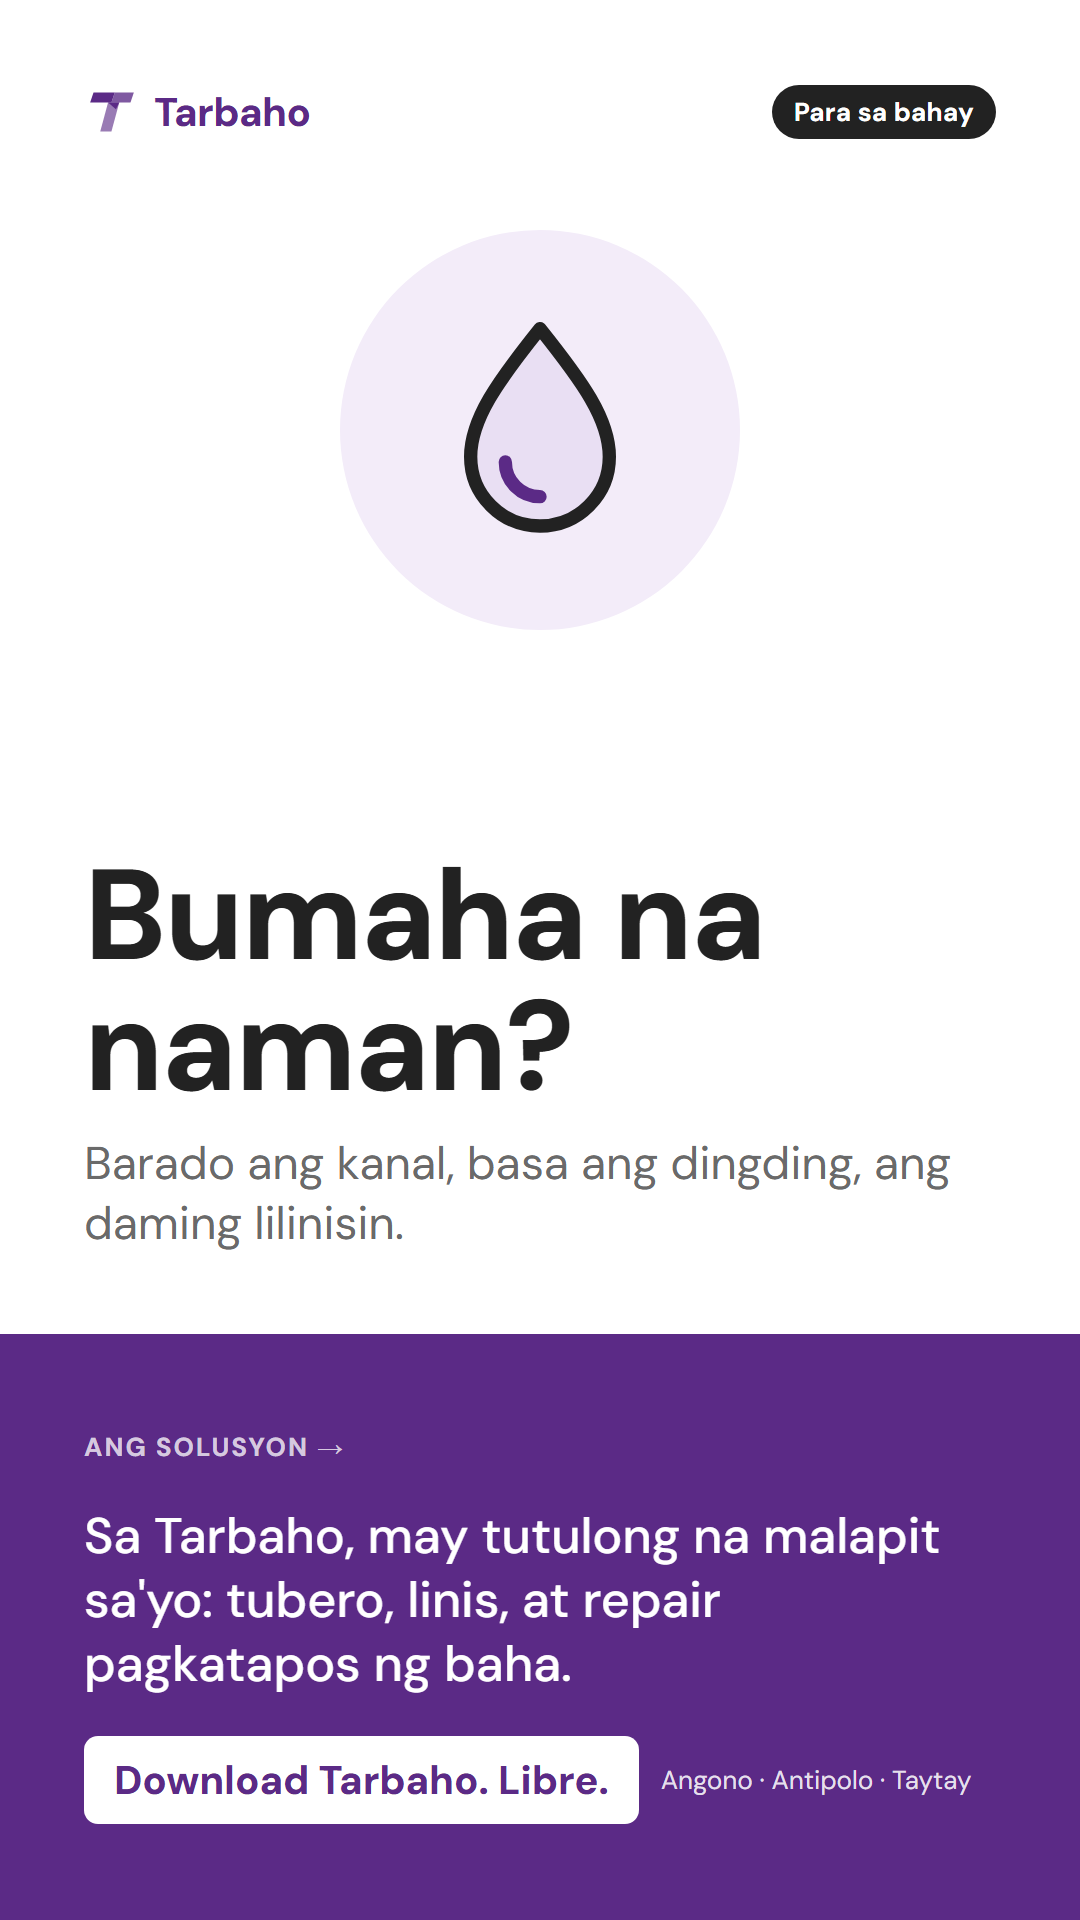 Tarbaho
Para sa bahay
Bumaha na
naman?
Barado ang kanal, basa ang dingding, ang
daming lilinisin.
ANG SOLUSYON →
Sa Tarbaho, may tutulong na malapit
sa'yo: tubero, linis, at repair
pagkatapos ng baha.
Download Tarbaho. Libre.
Angono · Antipolo · Taytay